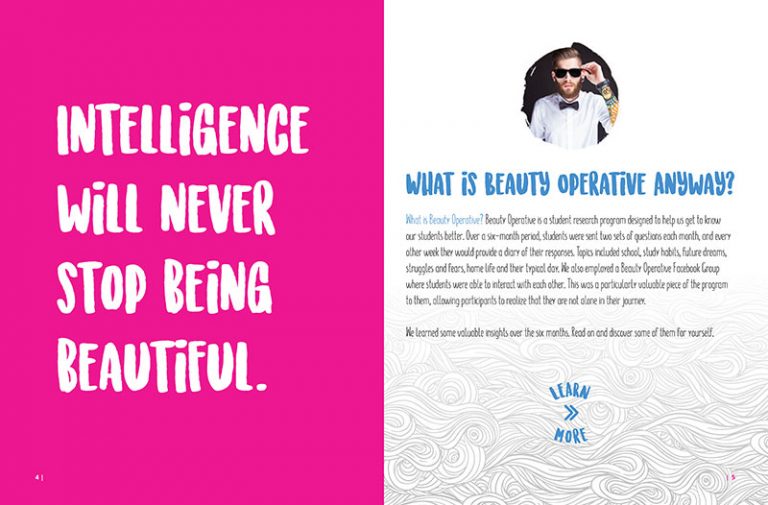 INTELLIGENCE
WILL NEVER
STOP BEING
BEAUTIFUL.
4 |
WHAT IS BEAUTY OPERATIVE ANYWAY?
What is Beauty Operative? Beauty Operative is a student research program designed to help us get to know
our students better. Over a six-month period, students were sent two sets of questions each month, and every
other week they would provide a diary of their responses. Topics included school, study habits, future dreams,
struggles and fears, home life and their typical day. We also employed a Beauty Operative Facebook Group
where students were able to interact with each other. This was a particularly valuable piece of the program
to them, allowing participants to realize that they are not alone in their journey.
We learned some valuable insights over the six months. Read on and discover some of them for yourself.
LEARN
MORE
| 5